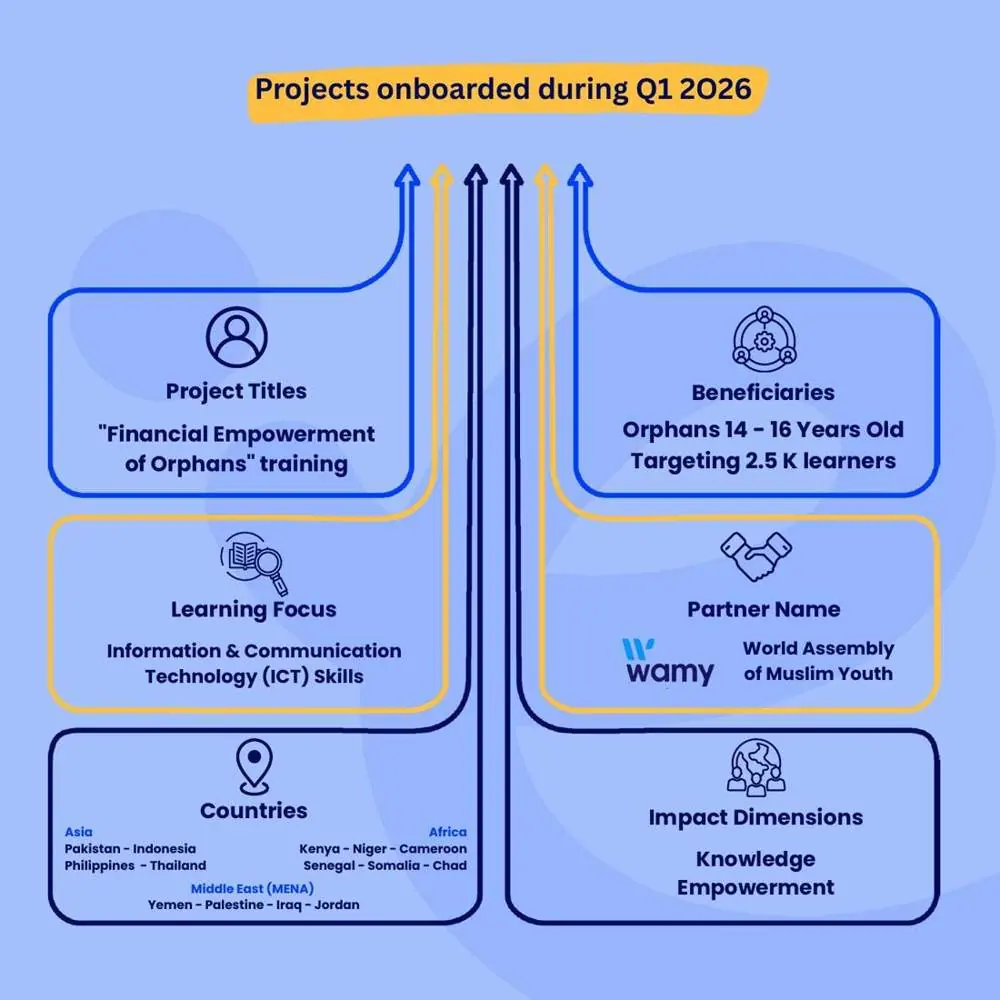 Projects onboarded during Q1 2026
Project Titles
"Financial Empowerment
of Orphans" training
Beneficiaries
Orphans 14 - 16 Years Old
Targeting 2.5 K learners
Learning Focus
Information & Communication
Technology (ICT) Skills
Partner Name
wamy
World Assembly
of Muslim Youth
Countries
Asia
Pakistan - Indonesia
Philippines - Thailand
Africa
Kenya - Niger - Cameroon
Senegal - Somalia - Chad
Middle East (MENA)
Yemen - Palestine - Iraq - Jordan
Impact Dimensions
Knowledge
Empowerment